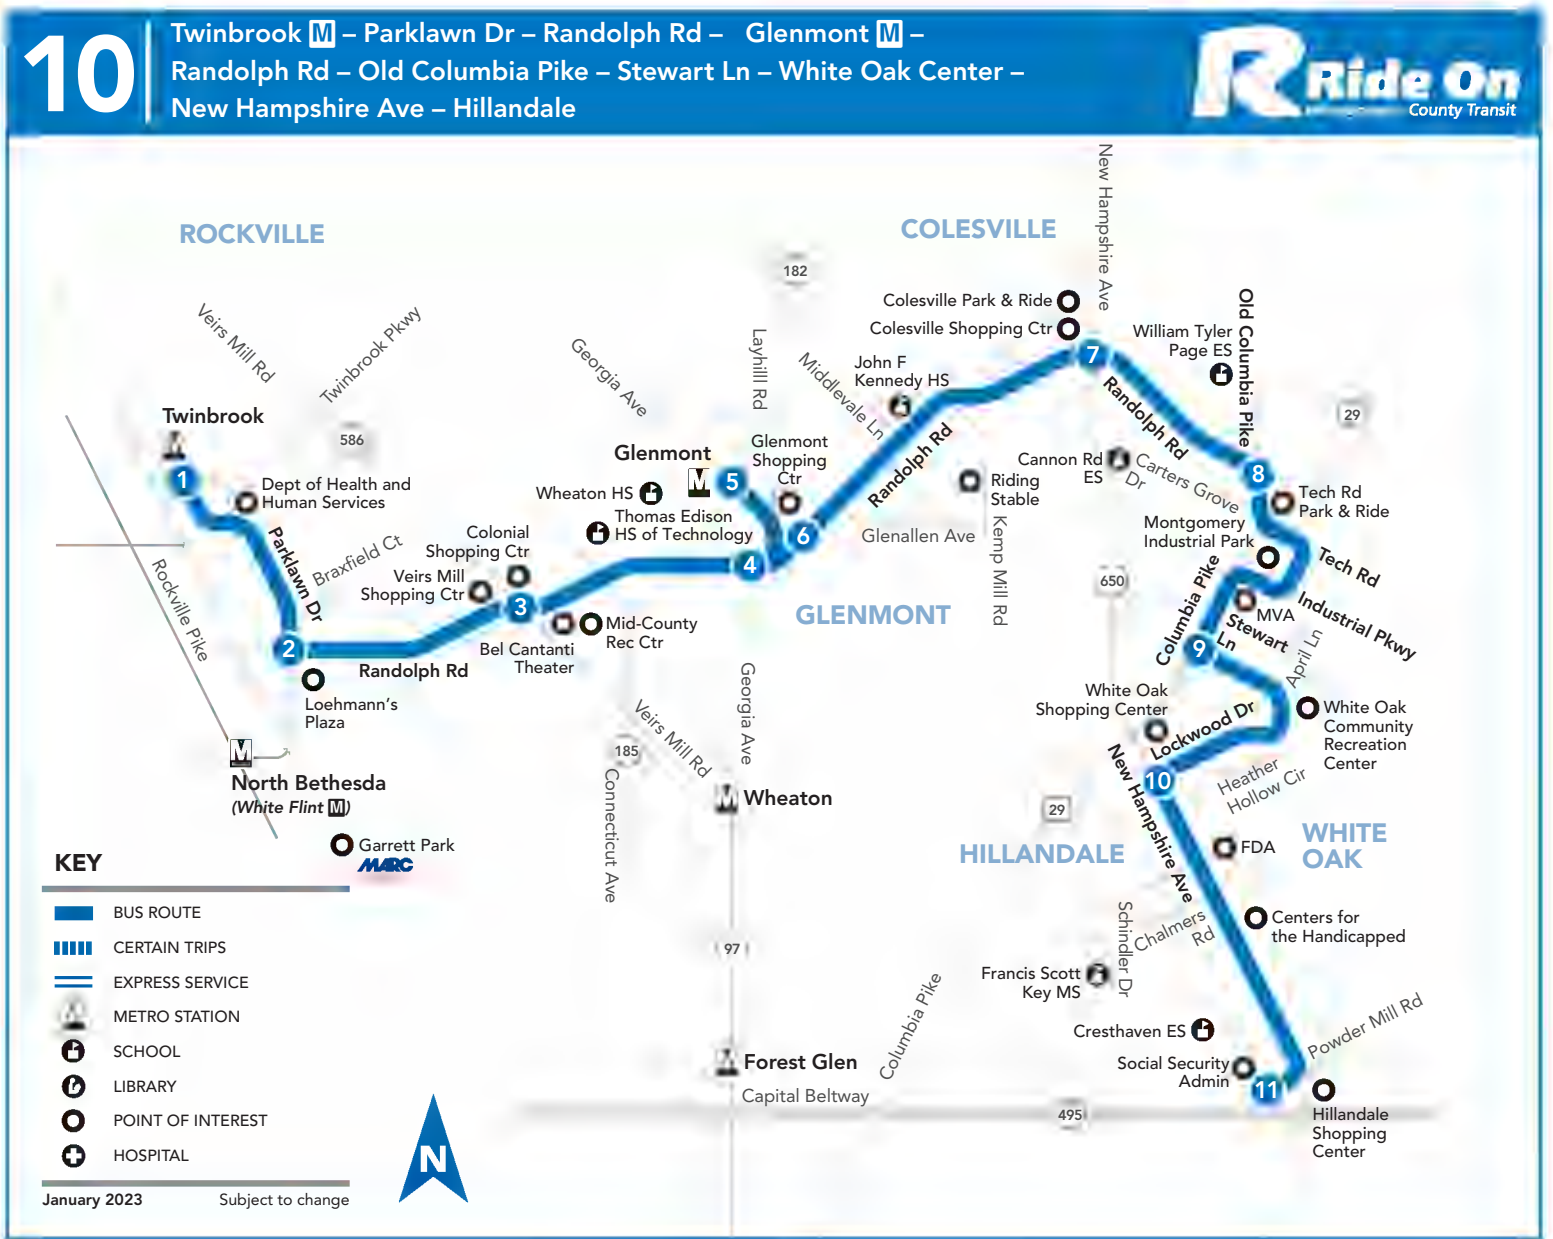 10
Twinbrook M – Parklawn Dr – Randolph Rd – Glenmont M –
Randolph Rd – Old Columbia Pike – Stewart Ln – White Oak Center –
New Hampshire Ave – Hillandale
R Ride On
County Transit
ROCKVILLE
COLESVILLE
New Hampshire Ave
182
Veirs Mill Rd
Twinbrook Pkwy
Georgia Ave
Layhilll Rd
Middlevale Ln
Colesville Park & Ride
Colesville Shopping Ctr
7
William Tyler
Page ES
Old Columbia Pike
29
John F
Kennedy HS
Randolph Rd
Randolph Rd
Twinbrook
1
586
Dept of Health and
Human Services
Parklawn Dr
Braxfield Ct
Rockville Pike
Glenmont
M
5
Glenmont
Shopping
Ctr
Wheaton HS
Thomas Edison
HS of Technology
4
6
Colonial
Shopping Ctr
Veirs Mill
Shopping Ctr
3
Bel Cantanti
Theater
Mid-County
Rec Ctr
Riding
Stable
Glenallen Ave
Kemp Mill Rd
Cannon Rd
ES
Carters Grove
Dr
8
Tech Rd
Park & Ride
Montgomery
Industrial Park
Tech Rd
Industrial Pkwy
Columbia Pike
MVA
Stewart
Ln
April Ln
9
650
GLENMONT
2
Randolph Rd
Loehmann's
Plaza
M
North Bethesda
(White Flint M)
Garrett Park
MARC
185
Connecticut Ave
Veirs Mill Rd
Georgia Ave
M
Wheaton
97
Forest Glen
Capital Beltway
Columbia Pike
495
White Oak
Shopping Center
Lockwood Dr
10
White Oak
Community
Recreation
Center
Heather
Hollow Cir
New Hampshire Ave
29
HILLANDALE
WHITE
OAK
FDA
Centers for
the Handicapped
Schindler Dr
Chalmers
Rd
Francis Scott
Key MS
Cresthaven ES
Social Security
Admin
11
Powder Mill Rd
Hillandale
Shopping
Center
KEY
BUS ROUTE
CERTAIN TRIPS
EXPRESS SERVICE
METRO STATION
SCHOOL
LIBRARY
POINT OF INTEREST
HOSPITAL
January 2023
Subject to change
N